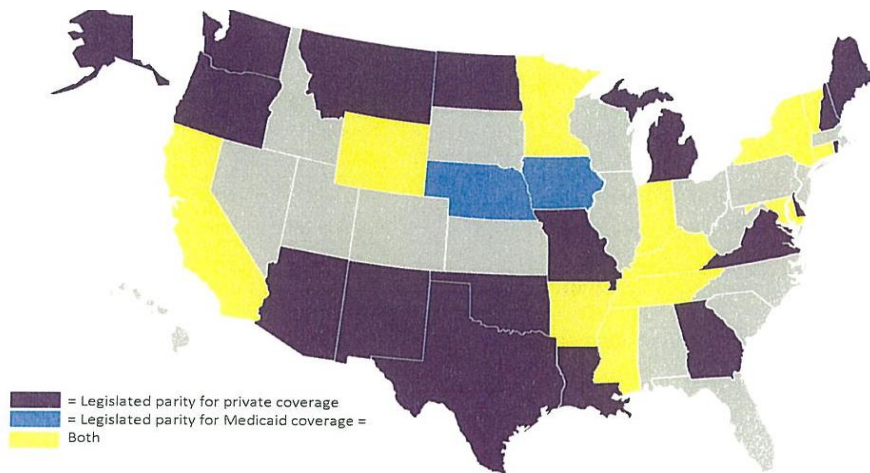 = Legislated parity for private coverage
= Legislated parity for Medicaid coverage =
Both